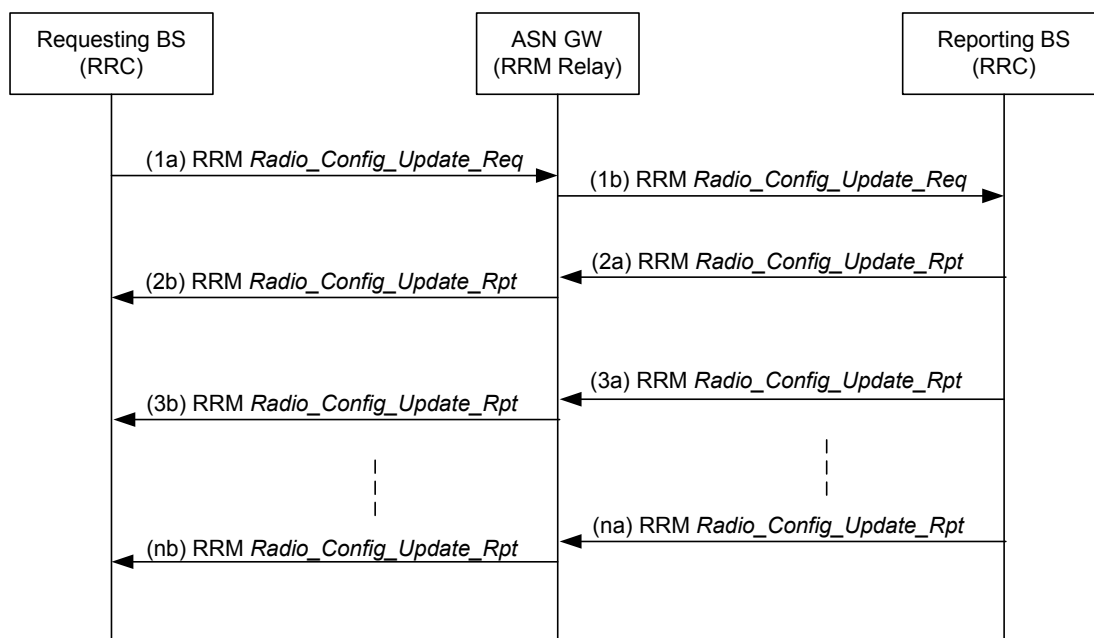 Requesting BS
(RRC)
ASN GW
(RRM Relay)
Reporting BS
(RRC)
(1a) RRM Radio_Config_Update_Req
(1b) RRM Radio_Config_Update_Req
(2a) RRM Radio_Config_Update_Rpt
(2b) RRM Radio_Config_Update_Rpt
(3a) RRM Radio_Config_Update_Rpt
(3b) RRM Radio_Config_Update_Rpt
(na) RRM Radio_Config_Update_Rpt
(nb) RRM Radio_Config_Update_Rpt